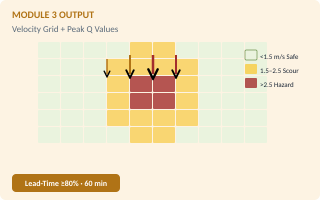 MODULE 3 OUTPUT
Velocity Grid + Peak Q Values
<1.5 m/s Safe
1.5–2.5 Scour
>2.5 Hazard
Lead-Time ≥80% · 60 min